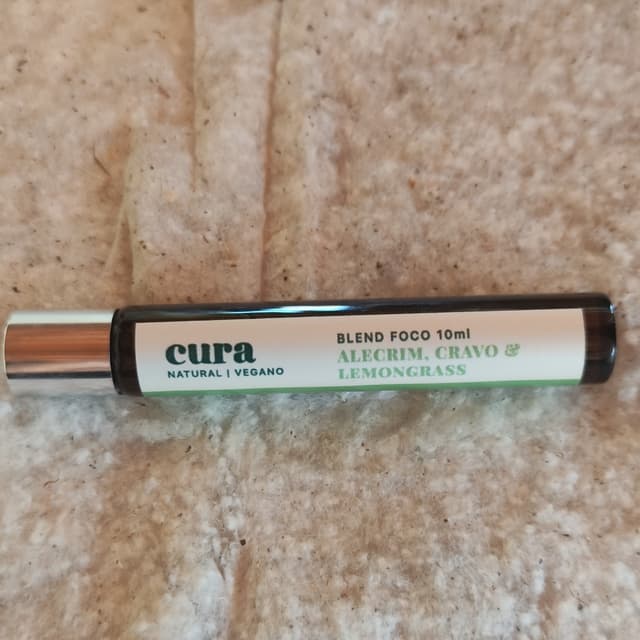 cura
NATURAL | VEGANO
BLEND FOCO 10ml
ALECRIM, CRAVO &
LEMONGRASS